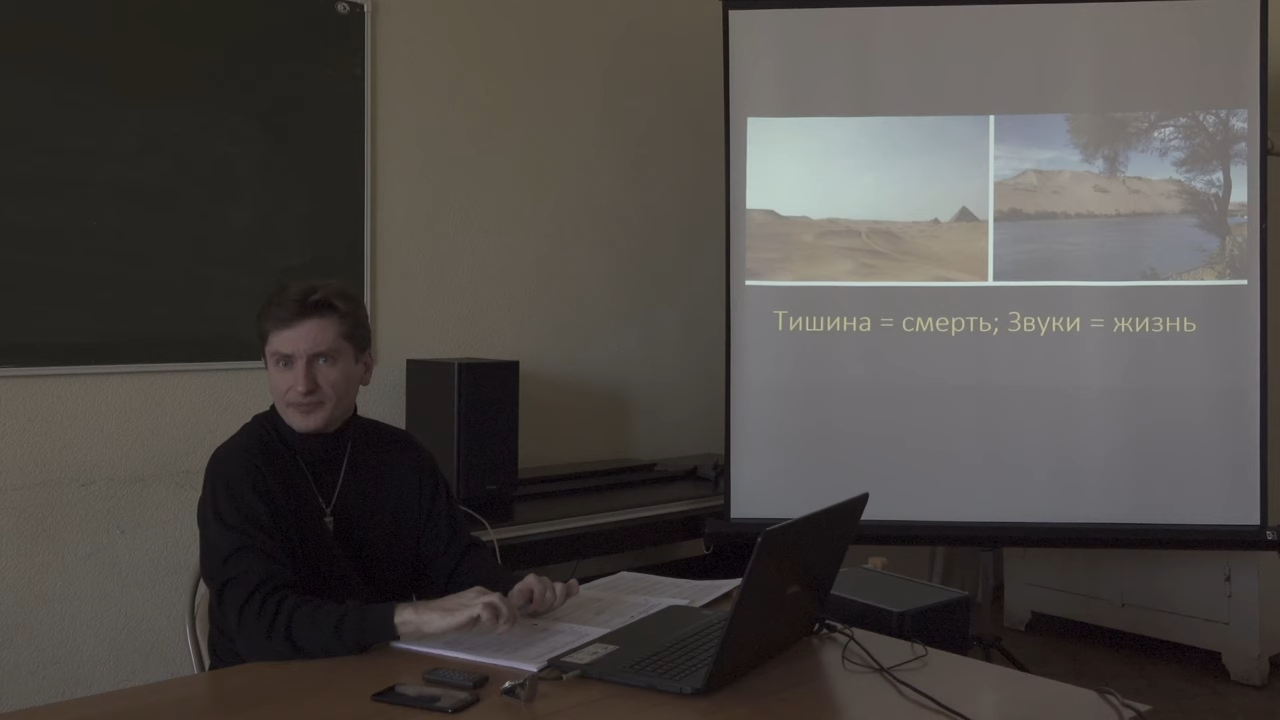 Тишина = смерть; Звуки = жизнь